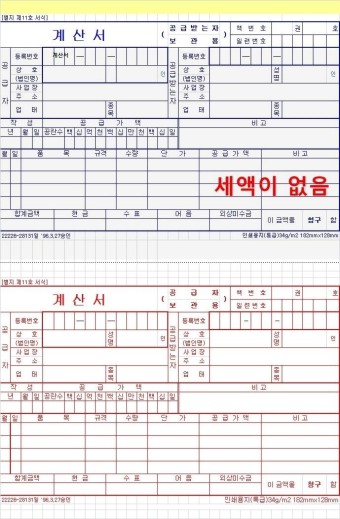 [별지 제11호 서식]
계 산 서
( 공 급 받 는 자 )
보 관 용
책 번 호 권 호
일 련 번 호
공 급 자
등록번호 계산서 — —
상 호 (법인명) 성 명 인
사 업 장 주 소
업 태 종 목
공 급 받 는 자
등록번호 — —
상 호 (법인명) 성 명 인
사 업 장 주 소
업 태 종 목
작 성 공 급 가 액 비 고
년 월 일 공란수 백 십 억 천 백 십 만 천 백 십 일
월 일 품 목 규격 수량 단 가 공 급 가 액 비 고
세액이 없음
합계금액 현 금 수 표 어 음 외상미수금 이 금액을 청구 함
22226-28131일 '96.3.27승인 인쇄용지(특급)34g/m2 182mm×128mm
[별지 제11호 서식]
계 산 서
( 공 급 자 )
보 관 용
책 번 호 권 호
일 련 번 호
공 급 자
등록번호 — —
상 호 (법인명) 성 명 인
사 업 장 주 소
업 태 종 목
공 급 받 는 자
등록번호 — —
상 호 (법인명) 성 명 인
사 업 장 주 소
업 태 종 목
작 성 공 급 가 액 비 고
년 월 일 공란수 백 십 억 천 백 십 만 천 백 십 일
월 일 품 목 규격 수량 단 가 공 급 가 액 비 고
합계금액 현 금 수 표 어 음 외상미수금 이 금액을 청구 함
22226-28131일 '96.3.27승인 인쇄용지(특급)34g/m2 182mm×128mm